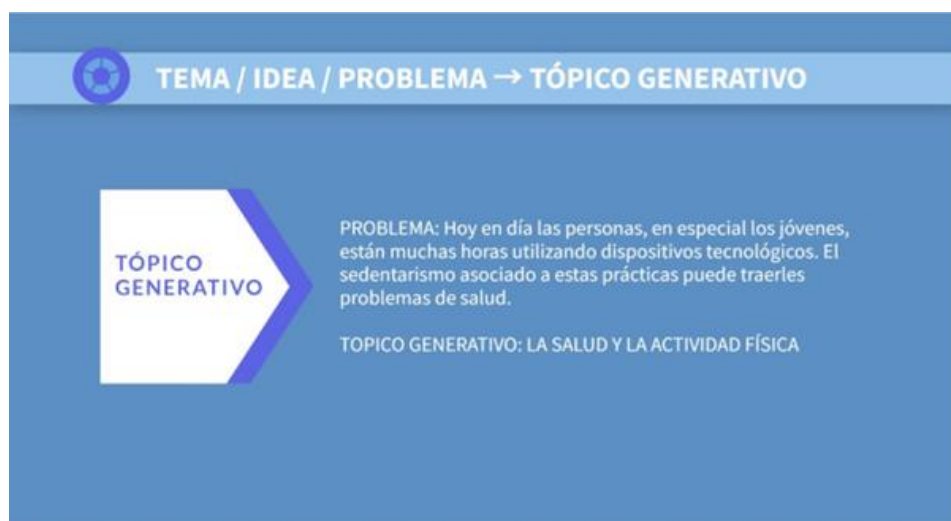 TEMA / IDEA / PROBLEMA → TÓPICO GENERATIVO
TÓPICO
GENERATIVO
PROBLEMA: Hoy en día las personas, en especial los jóvenes,
están muchas horas utilizando dispositivos tecnológicos. El
sedentarismo asociado a estas prácticas puede traerles
problemas de salud.
TOPICO GENERATIVO: LA SALUD Y LA ACTIVIDAD FÍSICA